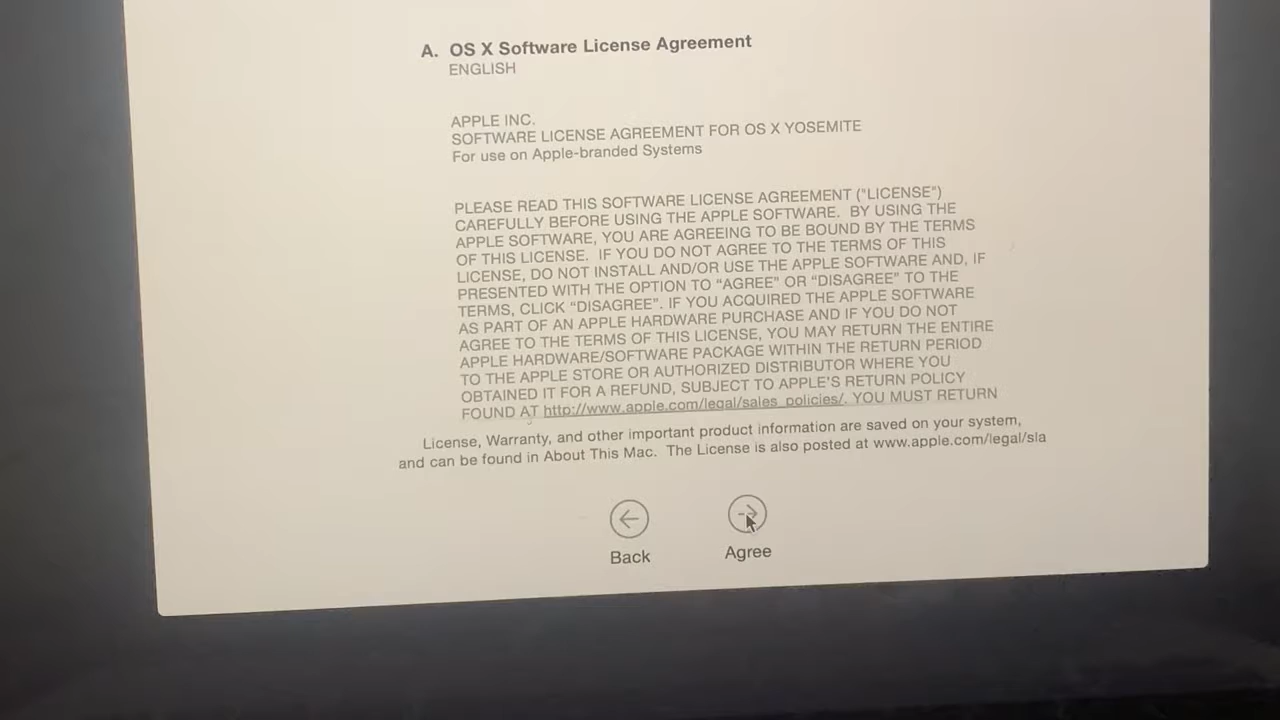 A. OS X Software License Agreement
ENGLISH
APPLE INC.
SOFTWARE LICENSE AGREEMENT FOR OS X YOSEMITE
For use on Apple-branded Systems
PLEASE READ THIS SOFTWARE LICENSE AGREEMENT ("LICENSE")
CAREFULLY BEFORE USING THE APPLE SOFTWARE.  BY USING THE
APPLE SOFTWARE, YOU ARE AGREEING TO BE BOUND BY THE TERMS
OF THIS LICENSE.  IF YOU DO NOT AGREE TO THE TERMS OF THIS
LICENSE, DO NOT INSTALL AND/OR USE THE APPLE SOFTWARE AND, IF
PRESENTED WITH THE OPTION TO “AGREE” OR “DISAGREE” TO THE
TERMS, CLICK “DISAGREE”. IF YOU ACQUIRED THE APPLE SOFTWARE
AS PART OF AN APPLE HARDWARE PURCHASE AND IF YOU DO NOT
AGREE TO THE TERMS OF THIS LICENSE, YOU MAY RETURN THE ENTIRE
APPLE HARDWARE/SOFTWARE PACKAGE WITHIN THE RETURN PERIOD
TO THE APPLE STORE OR AUTHORIZED DISTRIBUTOR WHERE YOU
OBTAINED IT FOR A REFUND, SUBJECT TO APPLE’S RETURN POLICY
FOUND AT http://www.apple.com/legal/sales_policies/. YOU MUST RETURN
License, Warranty, and other important product information are saved on your system,
and can be found in About This Mac.  The License is also posted at www.apple.com/legal/sla
Back
Agree